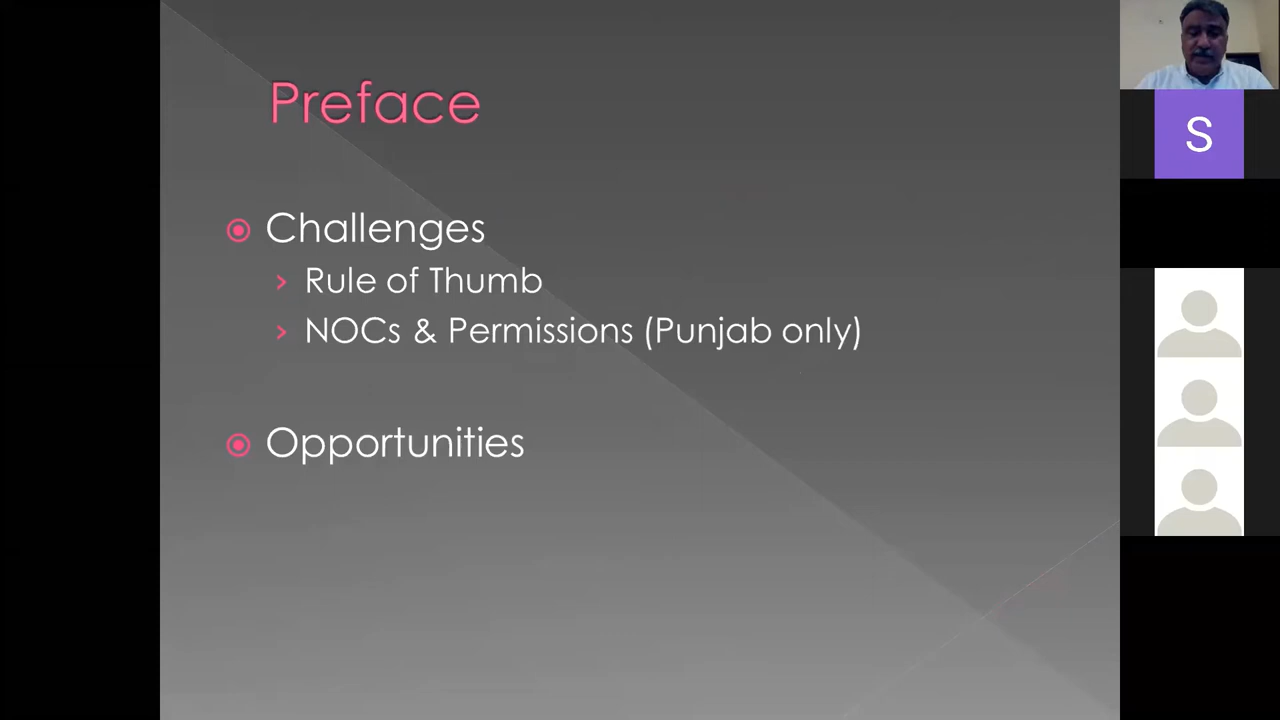 Preface
Challenges
Rule of Thumb
NOCs & Permissions (Punjab only)
Opportunities
S